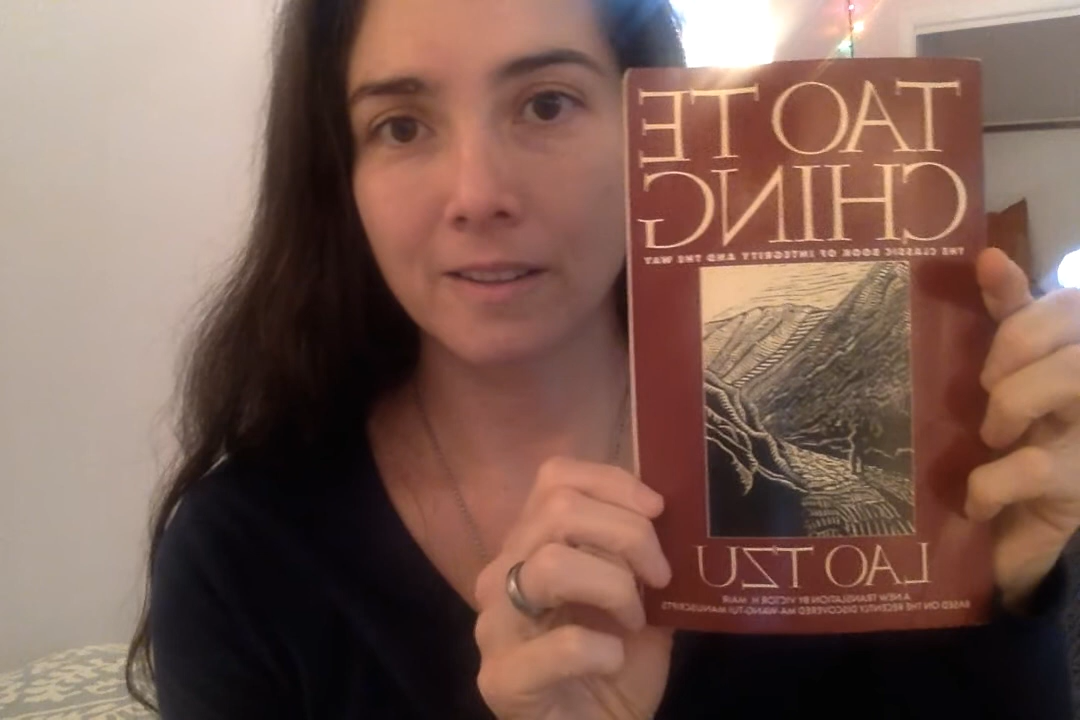 TAO TE
CHING
THE CLASSIC BOOK OF INTEGRITY AND THE WAY
LAO TZU
A NEW TRANSLATION BY VICTOR H. MAIR
BASED ON THE RECENTLY DISCOVERED MA-WANG-TUI MANUSCRIPTS